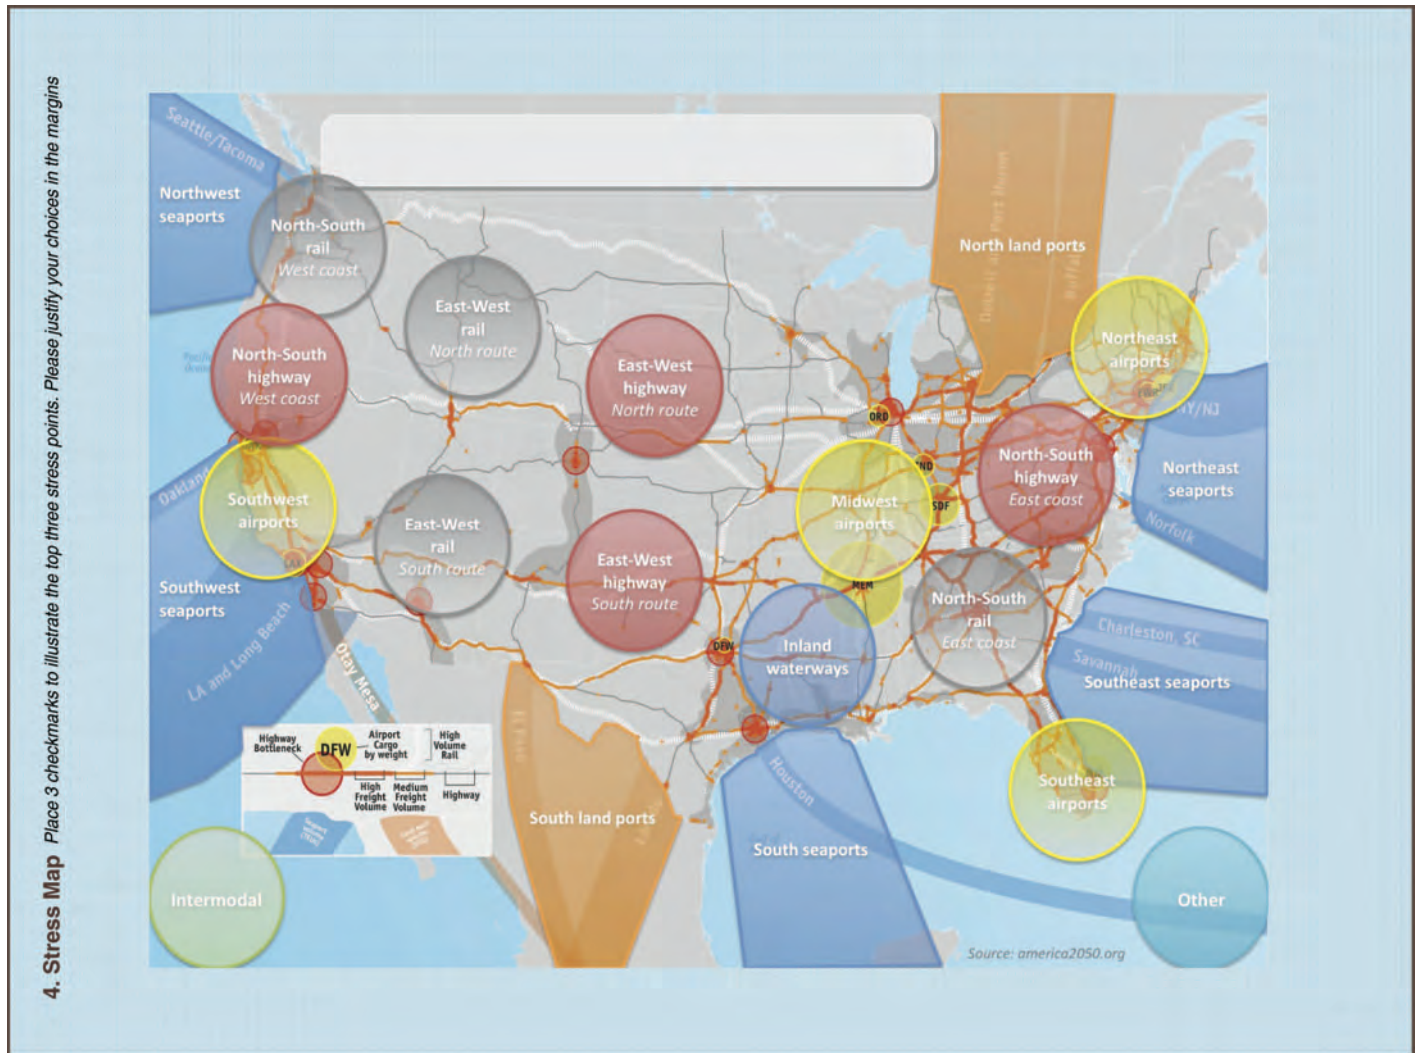 4. Stress Map Place 3 checkmarks to illustrate the top three stress points. Please justify your choices in the margins
Seattle/Tacoma
Northwest
seaports
North-South
rail
West coast
East-West
rail
North route
North-South
highway
West coast
East-West
highway
North route
North land ports
Detroit and Port Huron
Buffalo
Northeast
airports
NY/NJ
ORD
IND
SDF
MEM
DFW
LAX
North-South
highway
East coast
Northeast
seaports
Norfolk
Oakland
Southwest
airports
Midwest
airports
East-West
rail
South route
East-West
highway
South route
Southwest
seaports
LA and Long Beach
Otay Mesa
Inland
waterways
North-South
rail
East coast
Charleston, SC
Savannah
Southeast seaports
Highway
Bottleneck
DFW
Airport
Cargo
by weight
High
Volume
Rail
High
Freight
Volume
Medium
Freight
Volume
Highway
South land ports
Houston
South seaports
Southeast
airports
Intermodal
Other
Source: america2050.org